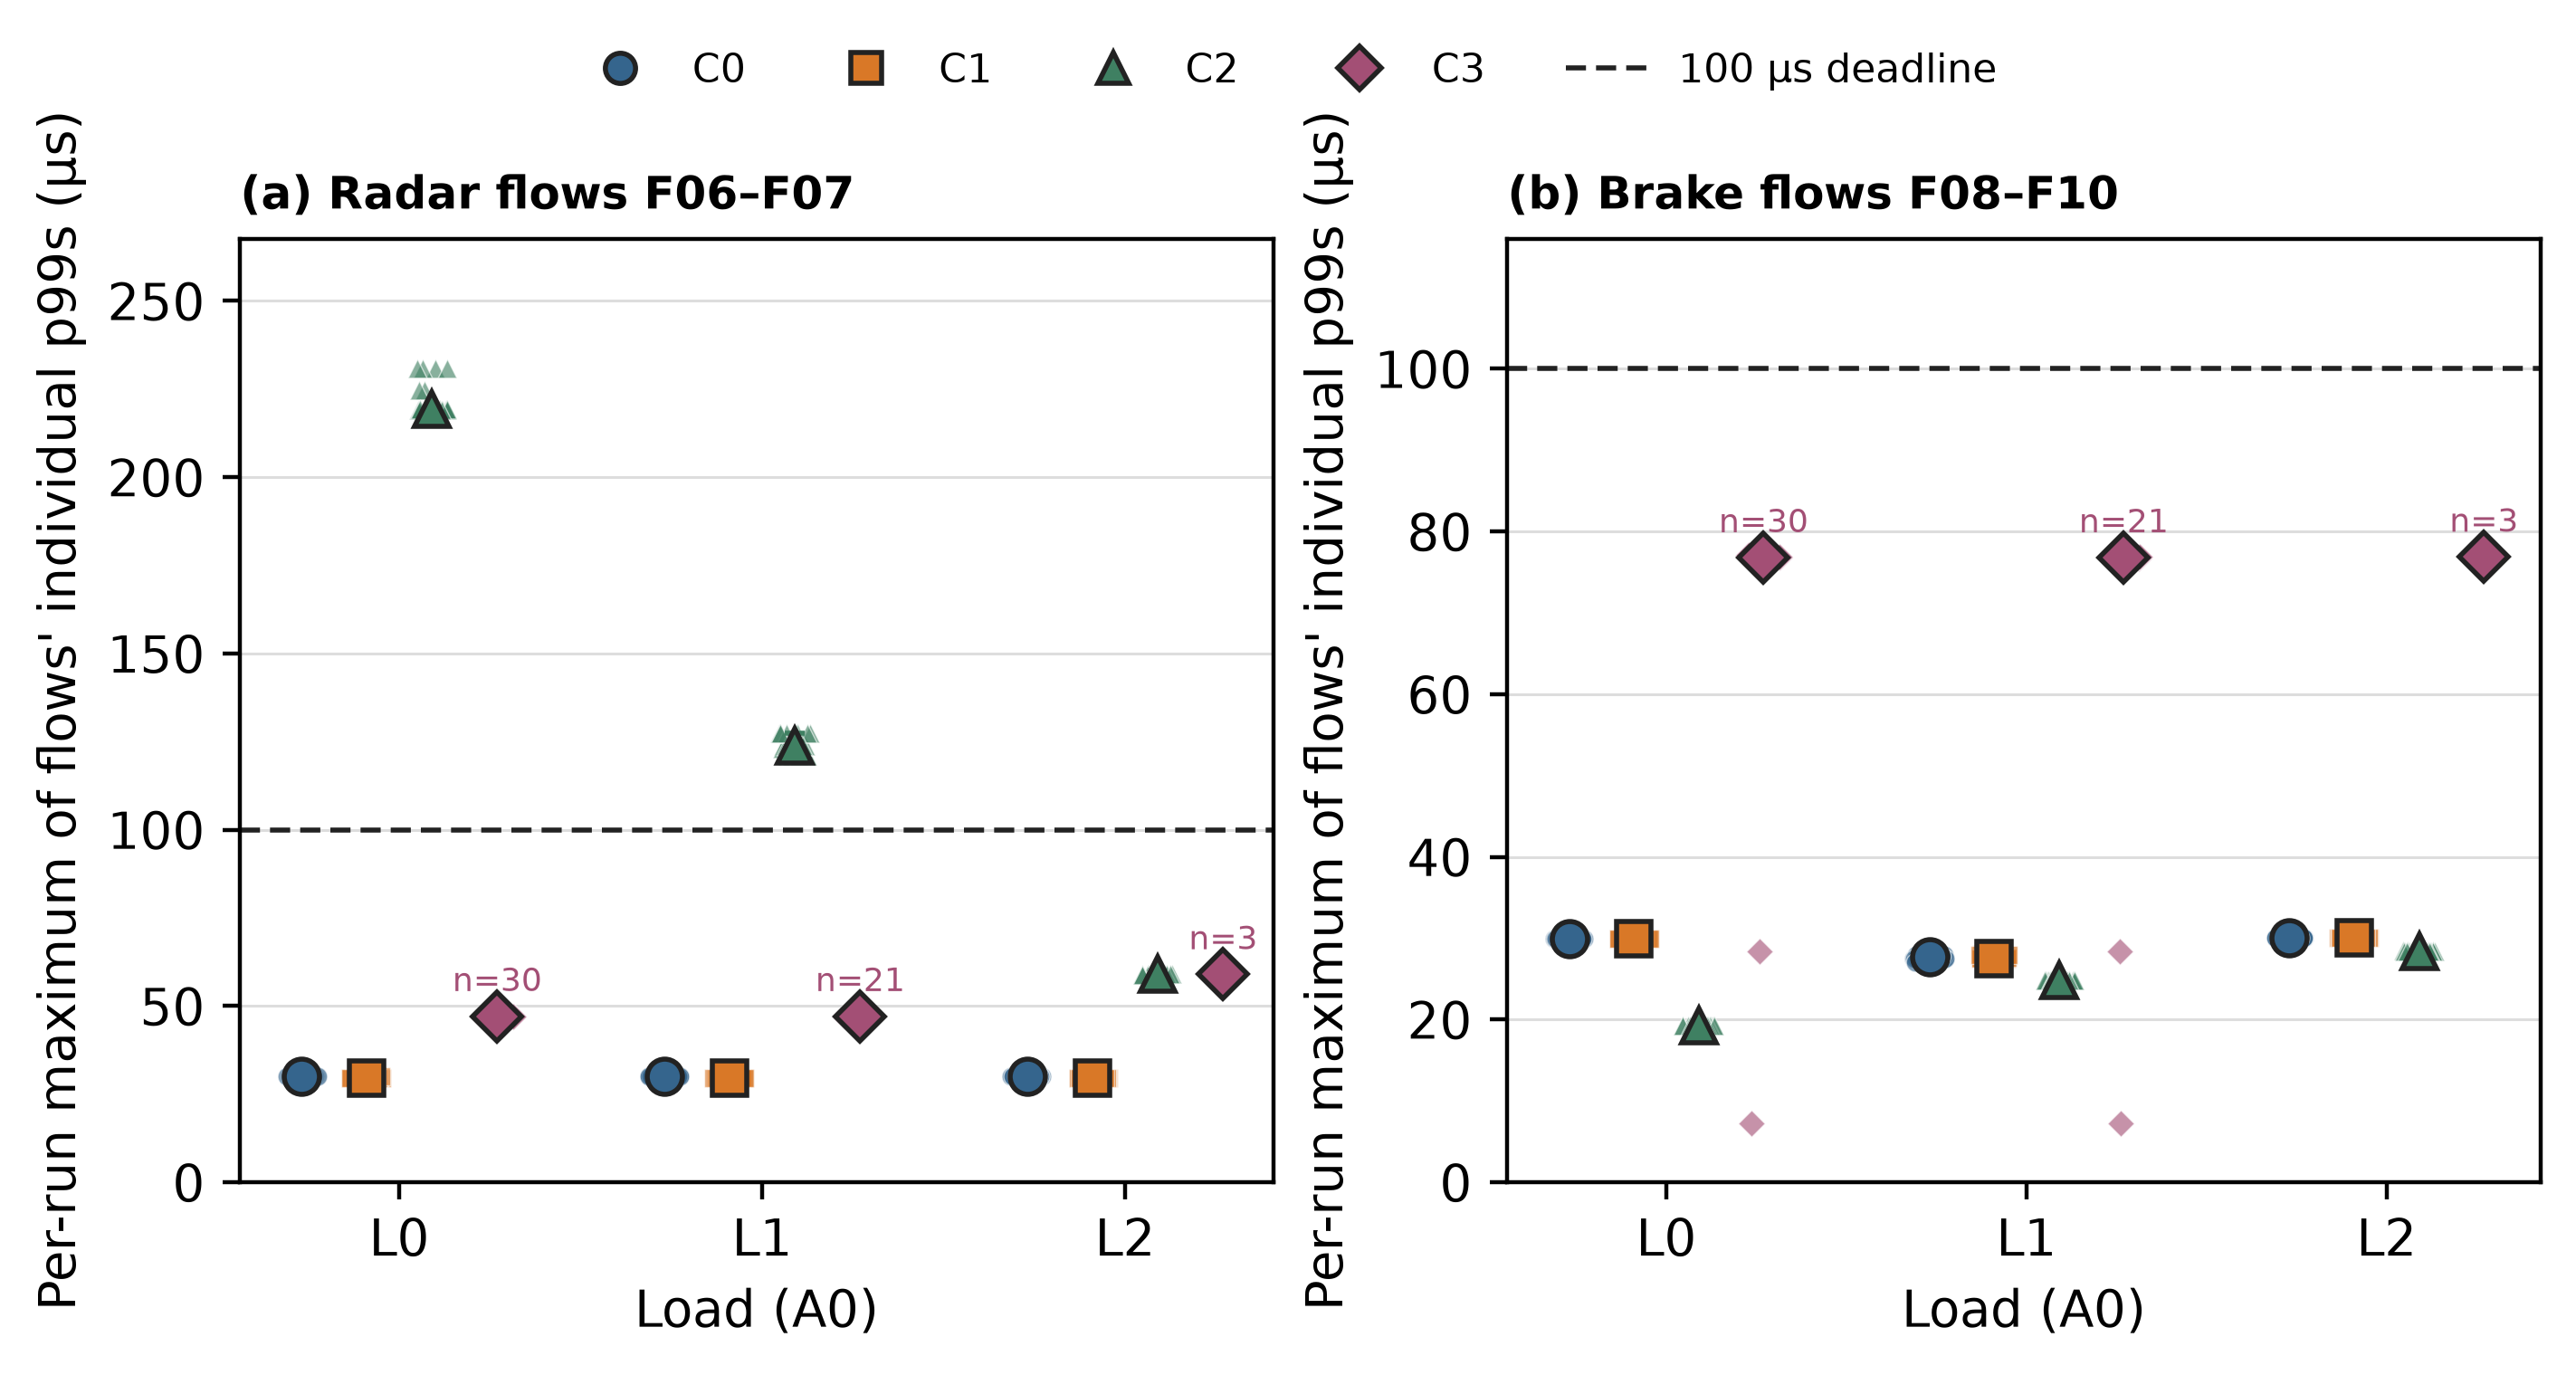 C0 C1 C2 C3 100 µs deadline
(a) Radar flows F06–F07
Per-run maximum of flows' individual p99s (µs)
250
200
150
100
50
0
n=30
n=21
n=3
L0 L1 L2
Load (A0)
(b) Brake flows F08–F10
Per-run maximum of flows' individual p99s (µs)
100
80
60
40
20
0
n=30
n=21
n=3
L0 L1 L2
Load (A0)